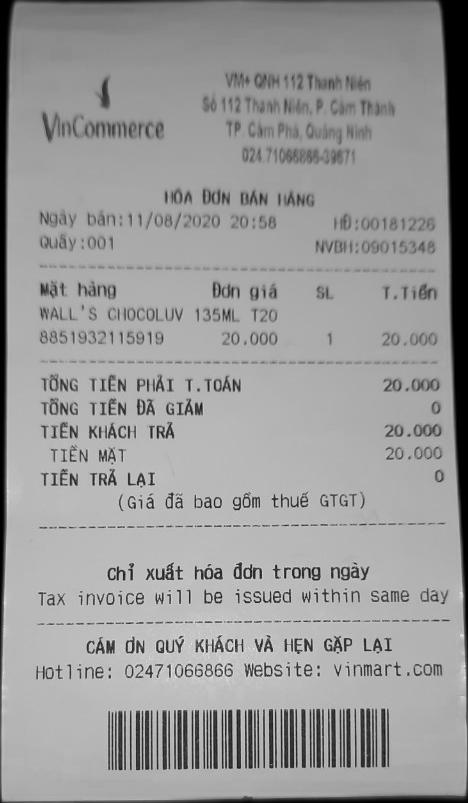 VinCommerce
VM+ QNH 112 Thanh Niên
Số 112 Thanh Niên, P. Cẩm Thành
TP. Cẩm Phả, Quảng Ninh
024.71066866-39671
HÓA ĐƠN BÁN HÀNG
Ngày bán:11/08/2020 20:58 HĐ:00181226
Quầy:001 NVBH:09015348
Mặt hàng Đơn giá SL T.Tiền
WALL'S CHOCOLUV 135ML T20
8851932115919 20.000 1 20.000
TỔNG TIỀN PHẢI T.TOÁN 20.000
TỔNG TIỀN ĐÃ GIẢM 0
TIỀN KHÁCH TRẢ 20.000
TIỀN MẶT 20.000
TIỀN TRẢ LẠI 0
(Giá đã bao gồm thuế GTGT)
Chỉ xuất hóa đơn trong ngày
Tax invoice will be issued within same day
CẢM ƠN QUÝ KHÁCH VÀ HẸN GẶP LẠI
Hotline: 02471066866 Website: vinmart.com